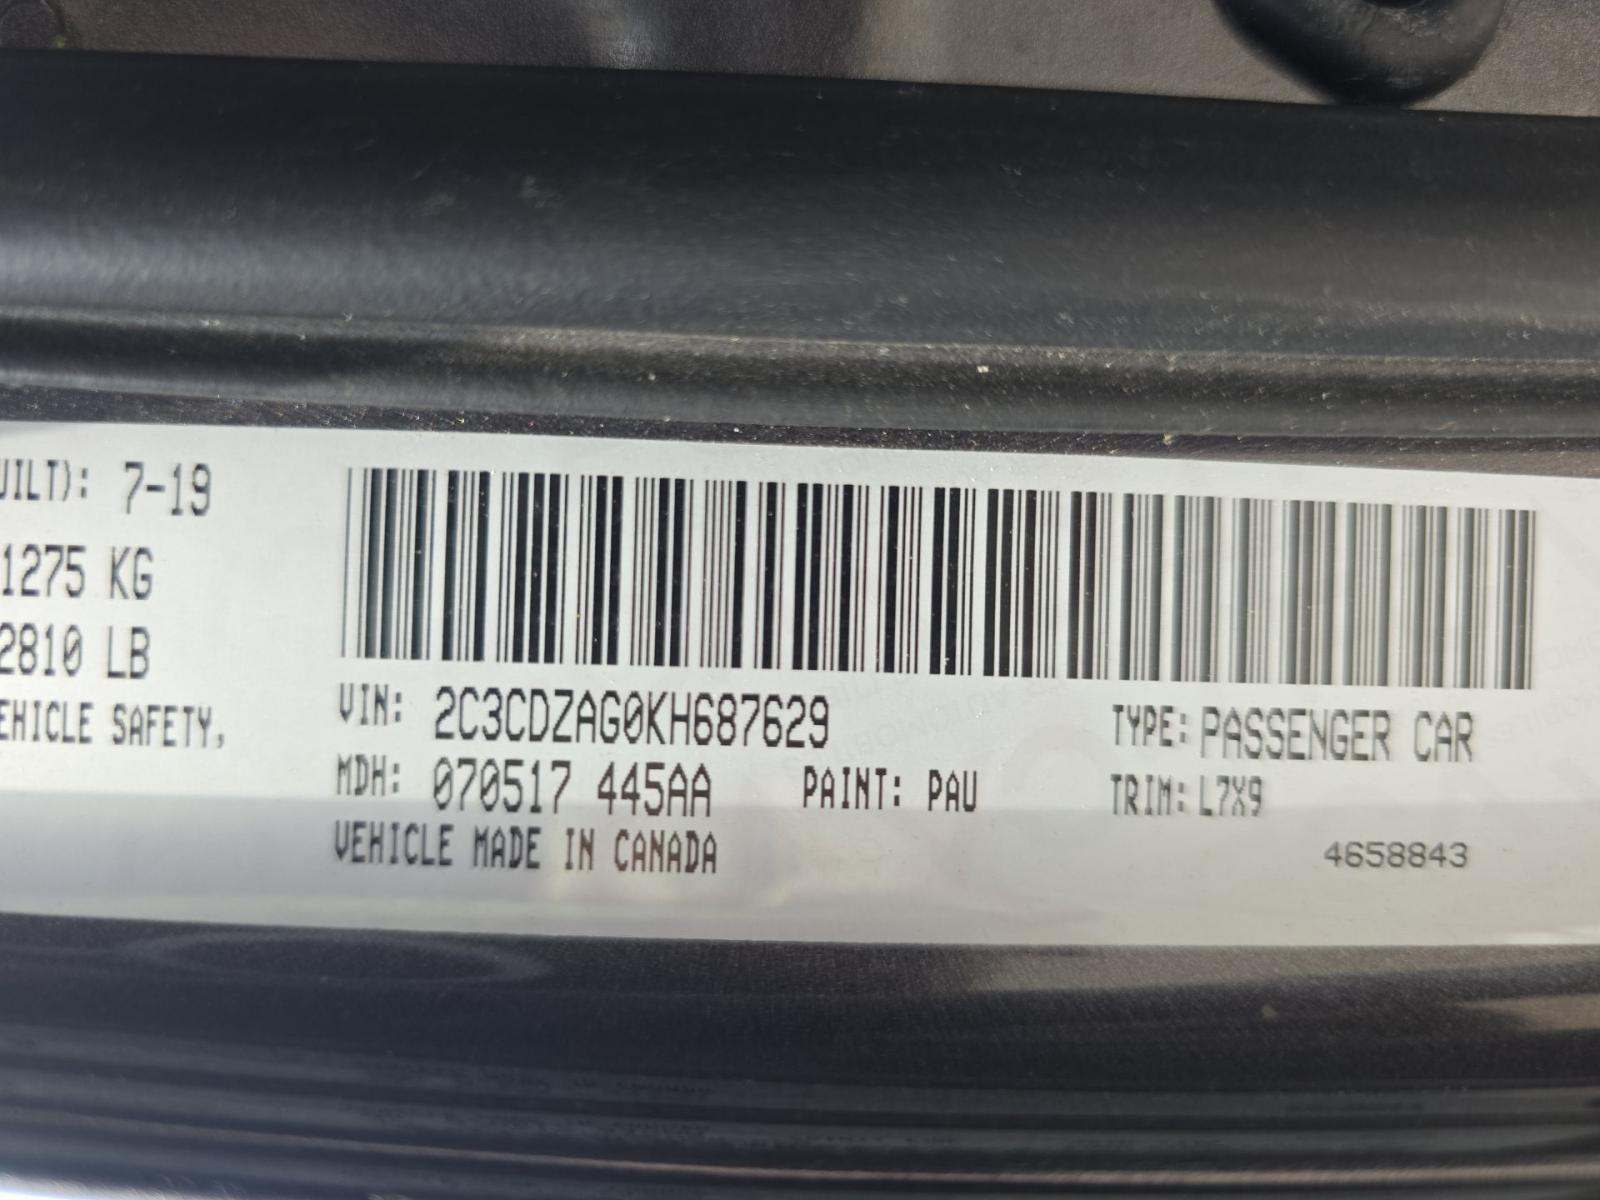 UILT): 7-19
1275 KG
2810 LB
EHICLE SAFETY,
VIN: 2C3CDZAG0KH687629
TYPE: PASSENGER CAR
MDH: 070517 445AA PAINT: PAU
TRIM: L7X9
VEHICLE MADE IN CANADA
4658843